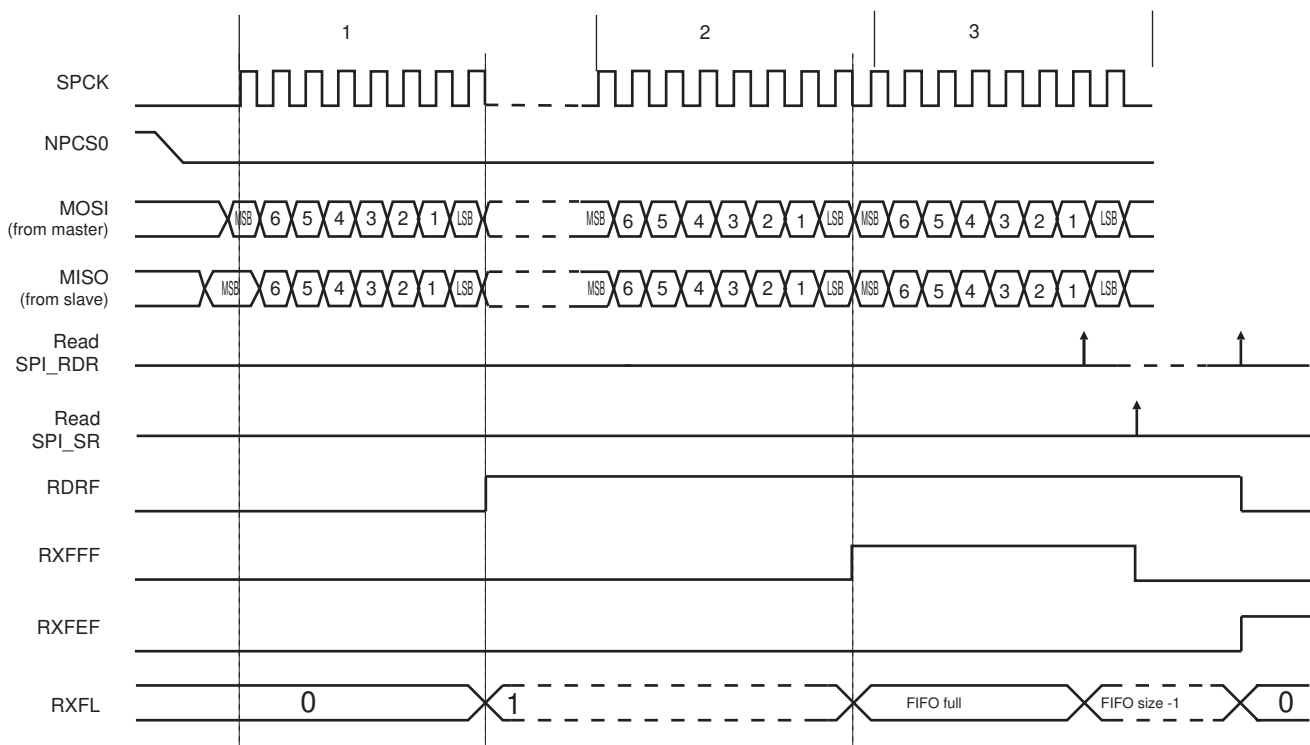 1 2 3
SPCK
NPCS0
MOSI
(from master)
MSB 6 5 4 3 2 1 LSB MSB 6 5 4 3 2 1 LSB MSB 6 5 4 3 2 1 LSB
MISO
(from slave)
MSB 6 5 4 3 2 1 LSB MSB 6 5 4 3 2 1 LSB MSB 6 5 4 3 2 1 LSB
Read
SPI_RDR
Read
SPI_SR
RDRF
RXFFF
RXFEF
RXFL 0 1 FIFO full FIFO size -1 0